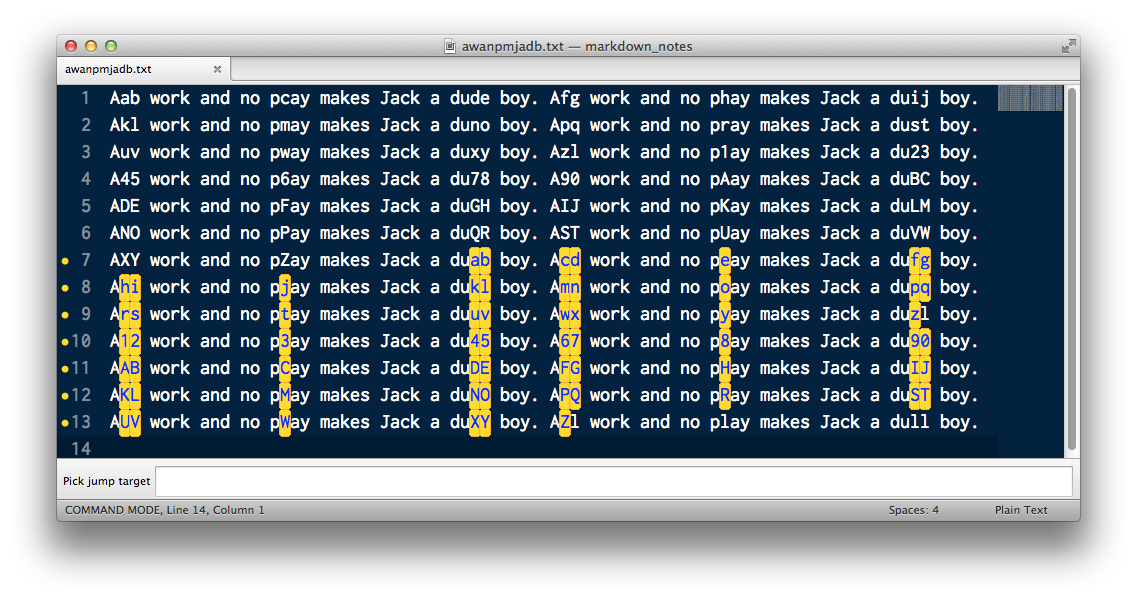 awanpmjadb.txt — markdown_notes
awanpmjadb.txt
1 Aab work and no pcay makes Jack a dude boy. Afg work and no phay makes Jack a duij boy.
2 Akl work and no pmay makes Jack a duno boy. Apq work and no pray makes Jack a dust boy.
3 Auv work and no pway makes Jack a duxy boy. Azl work and no p1ay makes Jack a du23 boy.
4 A45 work and no p6ay makes Jack a du78 boy. A90 work and no pAay makes Jack a duBC boy.
5 ADE work and no pFay makes Jack a duGH boy. AIJ work and no pKay makes Jack a duLM boy.
6 ANO work and no pPay makes Jack a duQR boy. AST work and no pUay makes Jack a duVW boy.
7 AXY work and no pZay makes Jack a duab boy. Acd work and no peay makes Jack a dufg boy.
8 Ahi work and no pjay makes Jack a dukl boy. Amn work and no poay makes Jack a dupq boy.
9 Ars work and no ptay makes Jack a duuv boy. Awx work and no pyay makes Jack a duzl boy.
10 A12 work and no p3ay makes Jack a du45 boy. A67 work and no p8ay makes Jack a du90 boy.
11 AAB work and no pCay makes Jack a duDE boy. AFG work and no pHay makes Jack a duIJ boy.
12 AKL work and no pMay makes Jack a duNO boy. APQ work and no pRay makes Jack a duST boy.
13 AUV work and no pWay makes Jack a duXY boy. AZl work and no play makes Jack a dull boy.
14
Pick jump target
COMMAND MODE, Line 14, Column 1 Spaces: 4 Plain Text